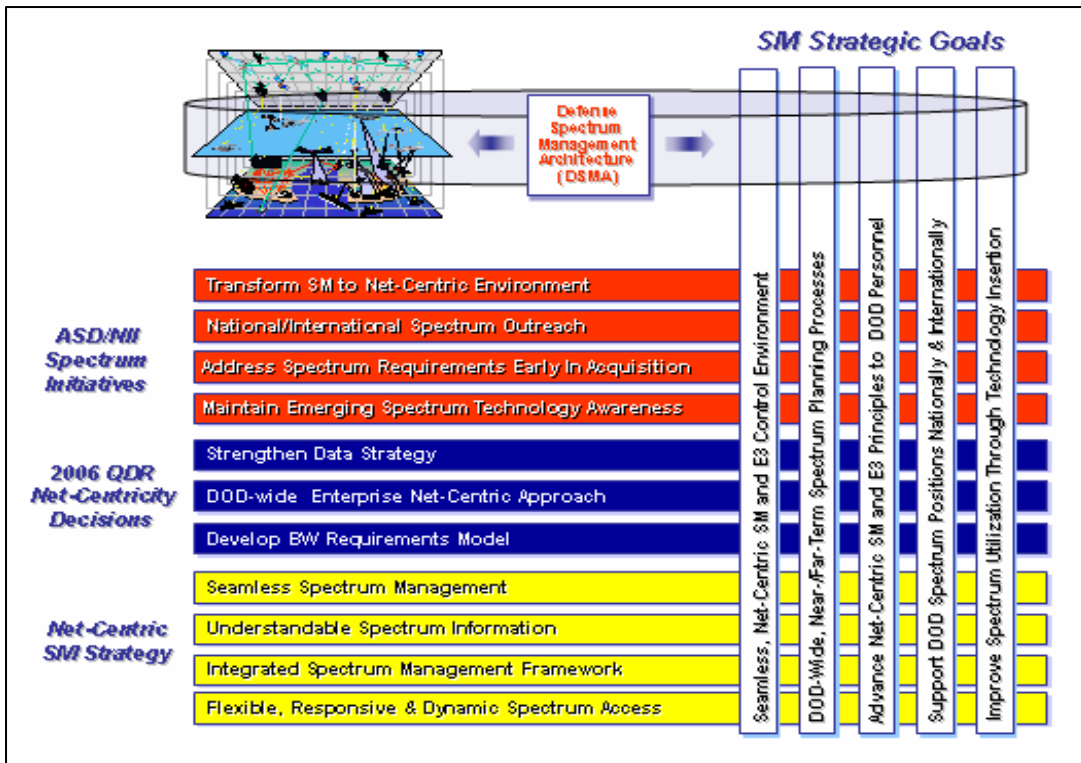 SM Strategic Goals
Defense
Spectrum
Management
Architecture
(DSMA)
ASD/NII
Spectrum
Initiatives
Transform SM to Net-Centric Environment
National/International Spectrum Outreach
Address Spectrum Requirements Early In Acquisition
Maintain Emerging Spectrum Technology Awareness
2006 QDR
Net-Centricity
Decisions
Strengthen Data Strategy
DOD-wide Enterprise Net-Centric Approach
Develop BW Requirements Model
Net-Centric
SM Strategy
Seamless Spectrum Management
Understandable Spectrum Information
Integrated Spectrum Management Framework
Flexible, Responsive & Dynamic Spectrum Access
Seamless, Net-Centric SM and E3 Control Environment
DOD-Wide, Near-/Far-Term Spectrum Planning Processes
Advance Net-Centric SM and E3 Principles to DOD Personnel
Support DOD Spectrum Positions Nationally & Internationally
Improve Spectrum Utilization Through Technology Insertion